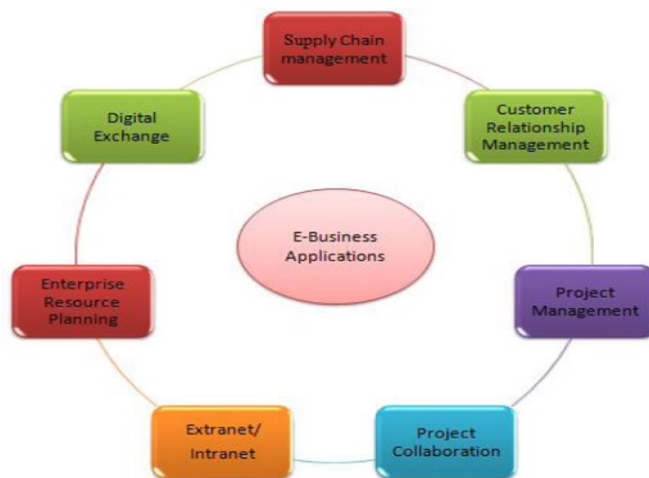 Supply Chain
management
Customer
Relationship
Management
Project
Management
Project
Collaboration
Extranet/
Intranet
Enterprise
Resource
Planning
Digital
Exchange
E-Business
Applications